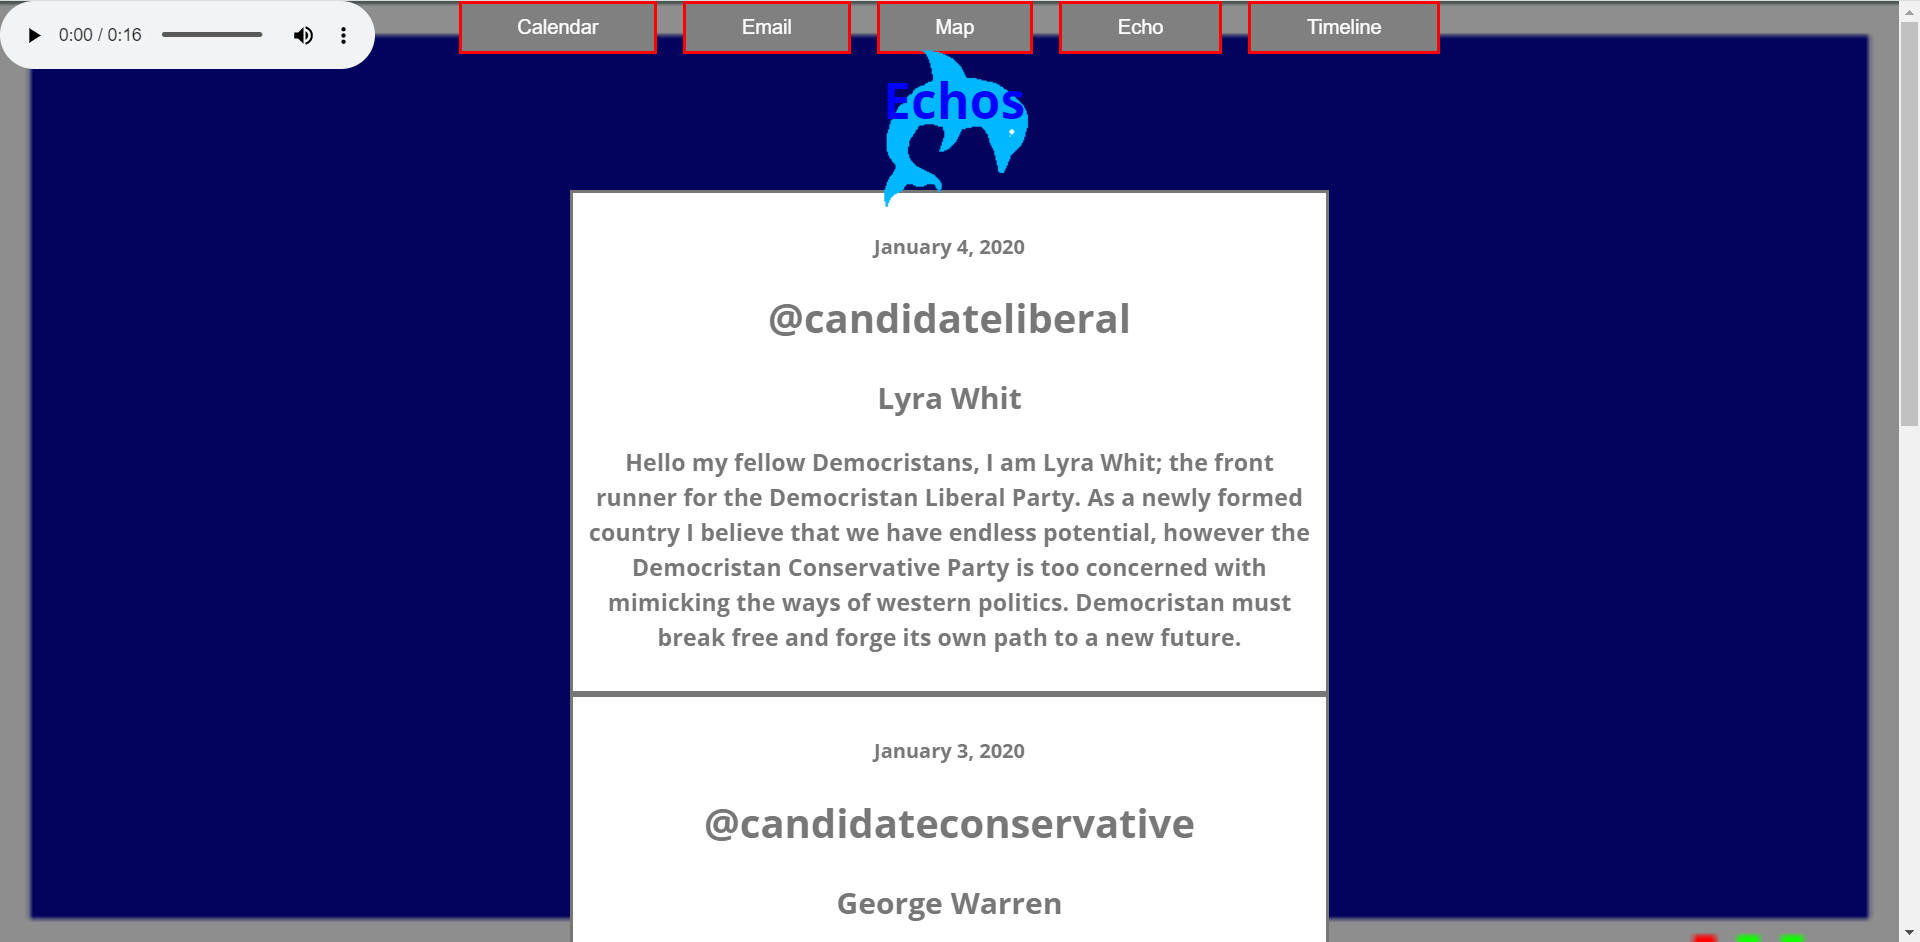 0:00 / 0:16
Calendar
Email
Map
Echo
Timeline
Echos
January 4, 2020
@candidateliberal
Lyra Whit
Hello my fellow Democristans, I am Lyra Whit; the front
runner for the Democristan Liberal Party. As a newly formed
country I believe that we have endless potential, however the
Democristan Conservative Party is too concerned with
mimicking the ways of western politics. Democristan must
break free and forge its own path to a new future.
January 3, 2020
@candidateconservative
George Warren